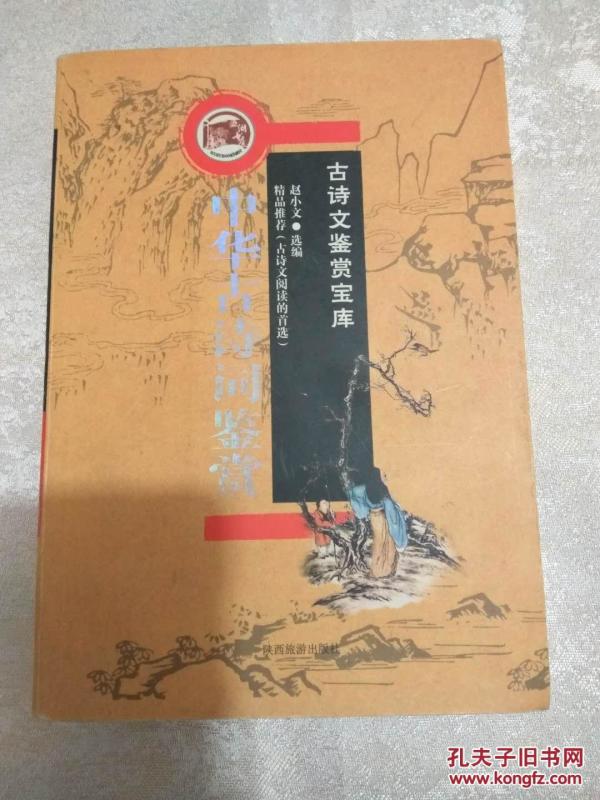 古诗文鉴赏宝库
赵小文●选编
精品推荐(古诗文阅读的首选)
中华古诗词鉴赏
陕西旅游出版社
孔夫子旧书网
www.kongfz.com